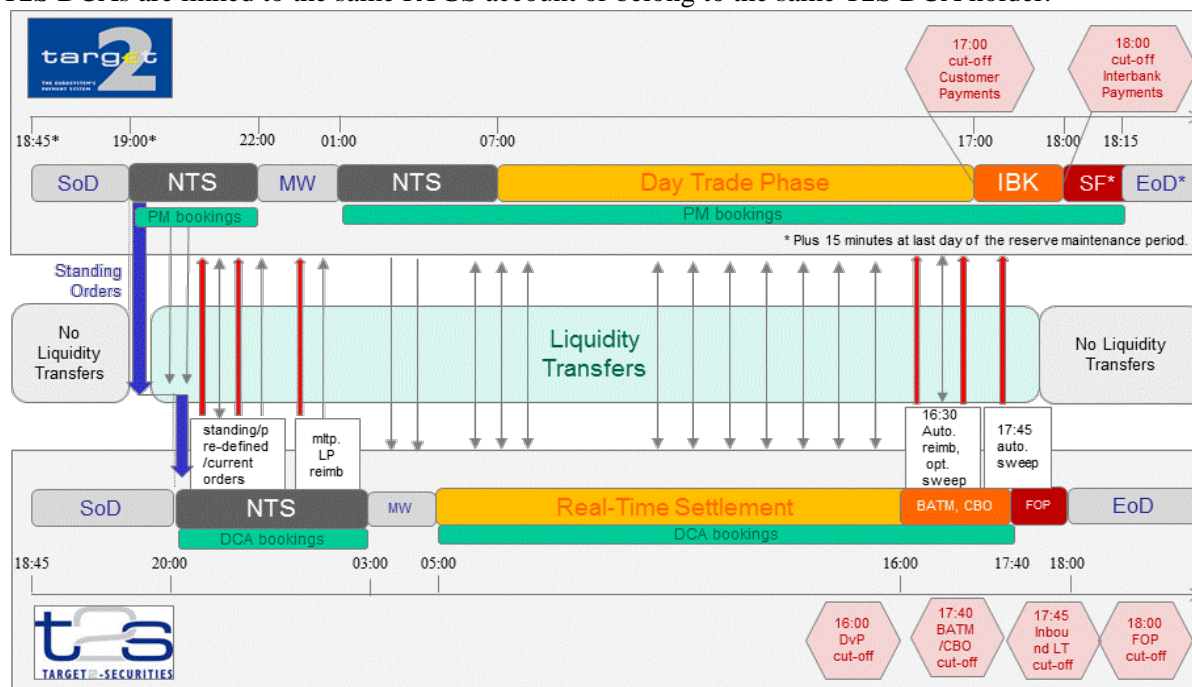 T2S DCAs are linked to the same PAPSS account or belong to the same T2S DCA holder.
target
2
THE EUROSYSTEM'S
PAYMENT SYSTEM
17:00
cut-off
Customer
Payments
18:00
cut-off
Interbank
Payments
18:45*
19:00*
22:00
01:00
07:00
17:00
18:00
18:15
SoD
NTS
MW
NTS
Day Trade Phase
IBK
SF*
EoD*
PM bookings
PM bookings
* Plus 15 minutes at last day of the reserve maintenance period.
Standing
Orders
No
Liquidity
Transfers
Liquidity
Transfers
No Liquidity
Transfers
standing/p
re-defined
/current
orders
mltp.
LP
reimb
16:30
Auto.
reimb,
opt.
sweep
17:45
auto.
sweep
SoD
NTS
MW
Real-Time Settlement
BATM, CBO
FOP
EoD
DCA bookings
DCA bookings
18:45
20:00
03:00
05:00
16:00
17:40
18:00
t2s
TARGET2-SECURITIES
16:00
DvP
cut-off
17:40
BATM
/CBO
cut-off
17:45
Inbou
nd LT
cut-off
18:00
FOP
cut-off